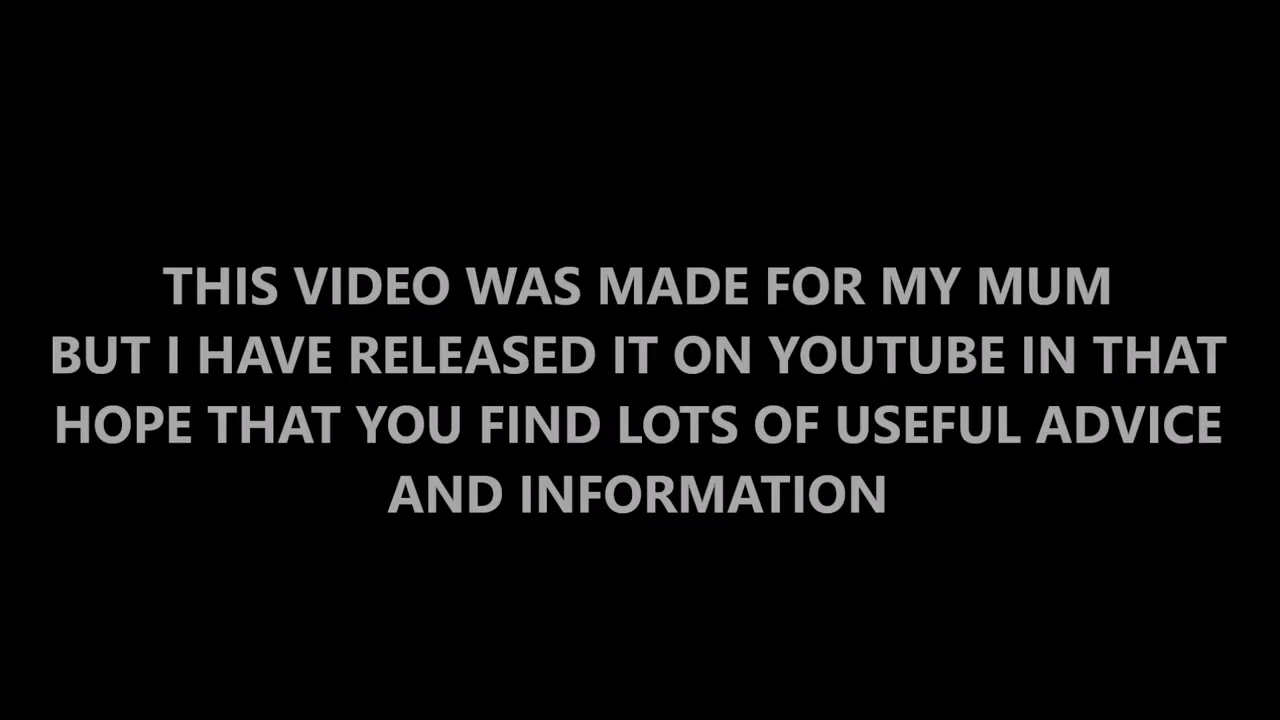 THIS VIDEO WAS MADE FOR MY MUM
BUT I HAVE RELEASED IT ON YOUTUBE IN THAT
HOPE THAT YOU FIND LOTS OF USEFUL ADVICE
AND INFORMATION